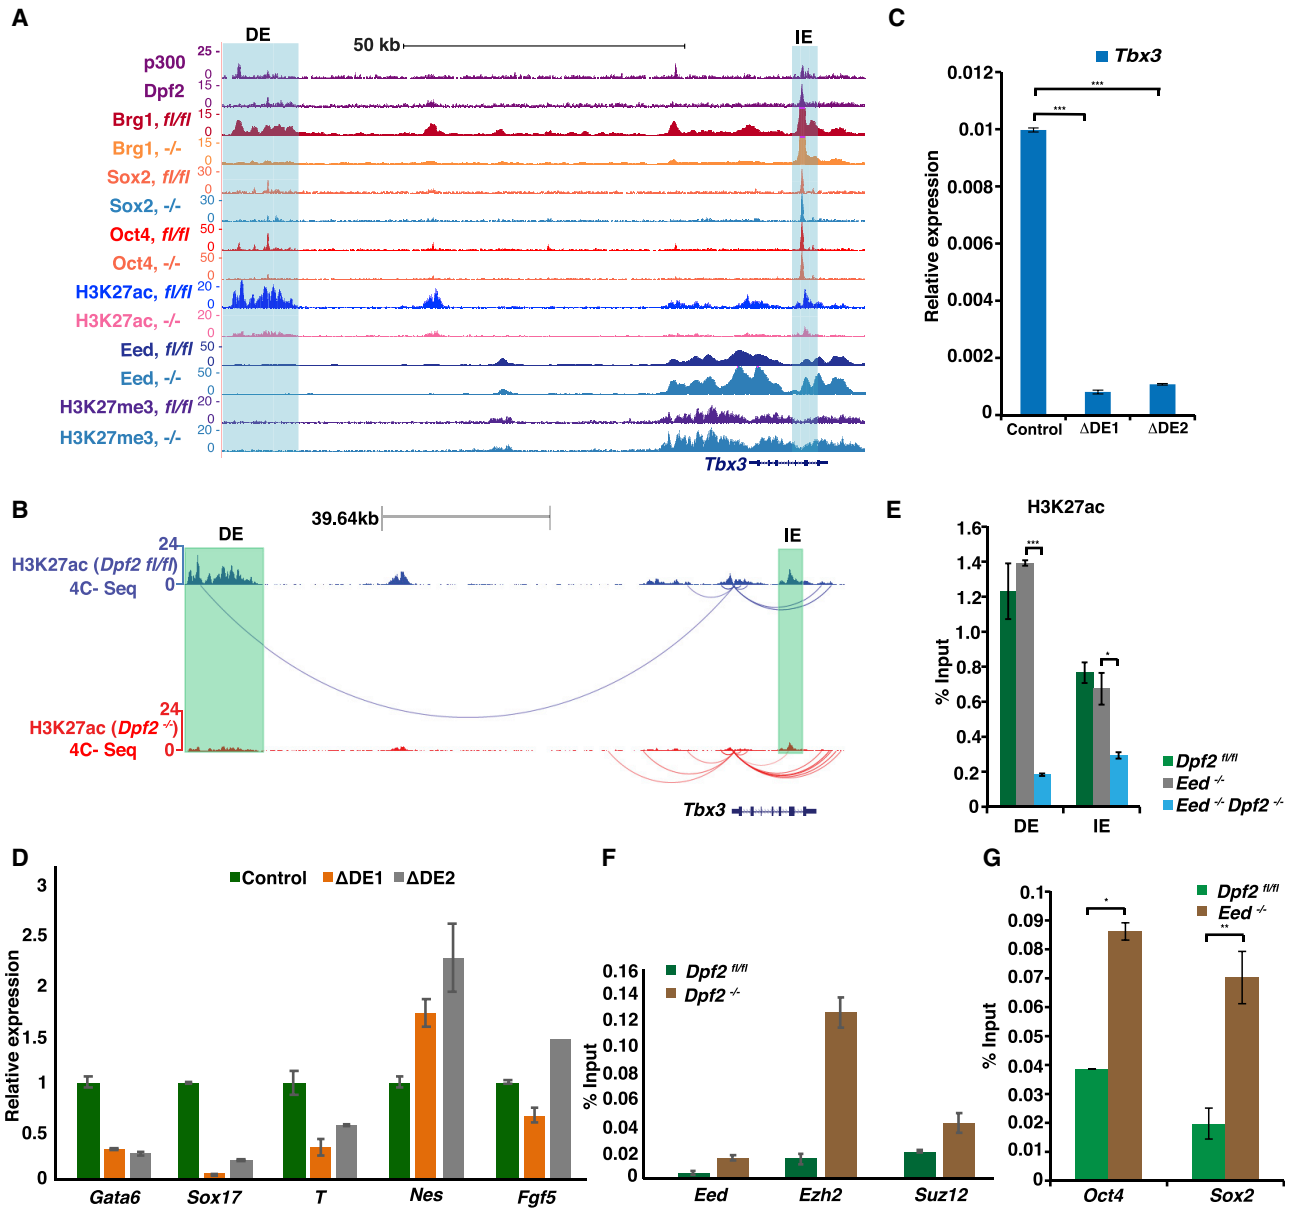 A
DE
50 kb
IE
p300
25
0
Dpf2
15
0
Brg1, fl/fl
15
0
Brg1, -/-
15
0
Sox2, fl/fl
30
0
Sox2, -/-
30
0
Oct4, fl/fl
50
0
Oct4, -/-
50
0
H3K27ac, fl/fl
20
0
H3K27ac, -/-
20
0
Eed, fl/fl
50
0
Eed, -/-
50
0
H3K27me3, fl/fl
20
0
H3K27me3, -/-
20
0
Tbx3
C
Tbx3
***
***
Relative expression
0.012
0.01
0.008
0.006
0.004
0.002
0
Control ΔDE1 ΔDE2
B
39.64kb
DE
IE
24
H3K27ac (Dpf2 fl/fl)
4C- Seq
0
24
H3K27ac (Dpf2 -/-)
4C- Seq
0
Tbx3
E
H3K27ac
% Input
1.6
1.4
1.2
1.0
0.8
0.6
0.4
0.2
0
***
*
DE IE
Dpf2 fl/fl
Eed -/-
Eed -/- Dpf2 -/-
D
Control ΔDE1 ΔDE2
Relative expression
3
2.5
2
1.5
1
0.5
0
Gata6 Sox17 T Nes Fgf5
F
Dpf2 fl/fl
Dpf2 -/-
% Input
0.16
0.14
0.12
0.10
0.08
0.06
0.04
0.02
0
Eed Ezh2 Suz12
G
Dpf2 fl/fl
Eed -/-
*
**
% Input
0.1
0.09
0.08
0.07
0.06
0.05
0.04
0.03
0.02
0.01
0
Oct4 Sox2